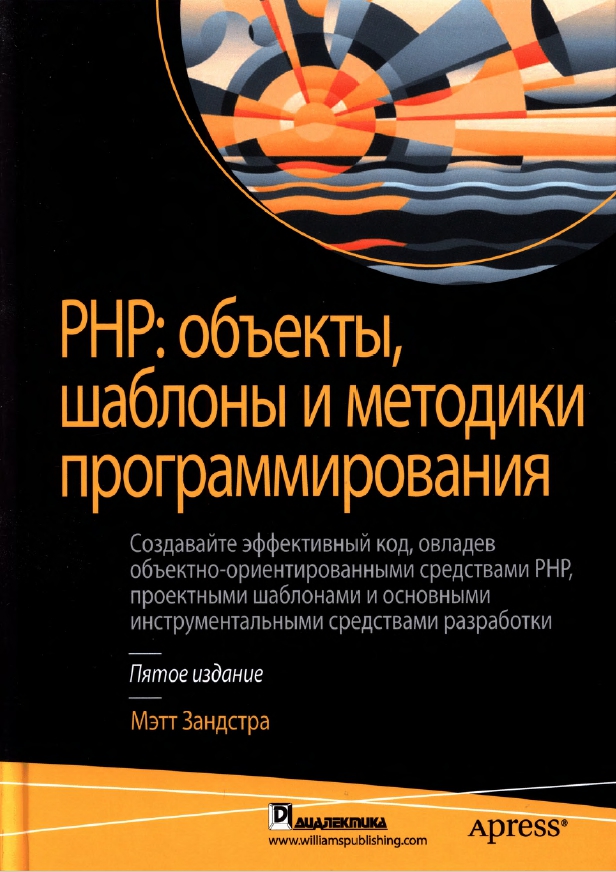 PHP: объекты,
шаблоны и методики
программирования
Создавайте эффективный код, овладев
объектно-ориентированными средствами PHP,
проектными шаблонами и основными
инструментальными средствами разработки
Пятое издание
Мэтт Зандстра
ДИАЛЕКТИКА
www.williamspublishing.com
Apress®